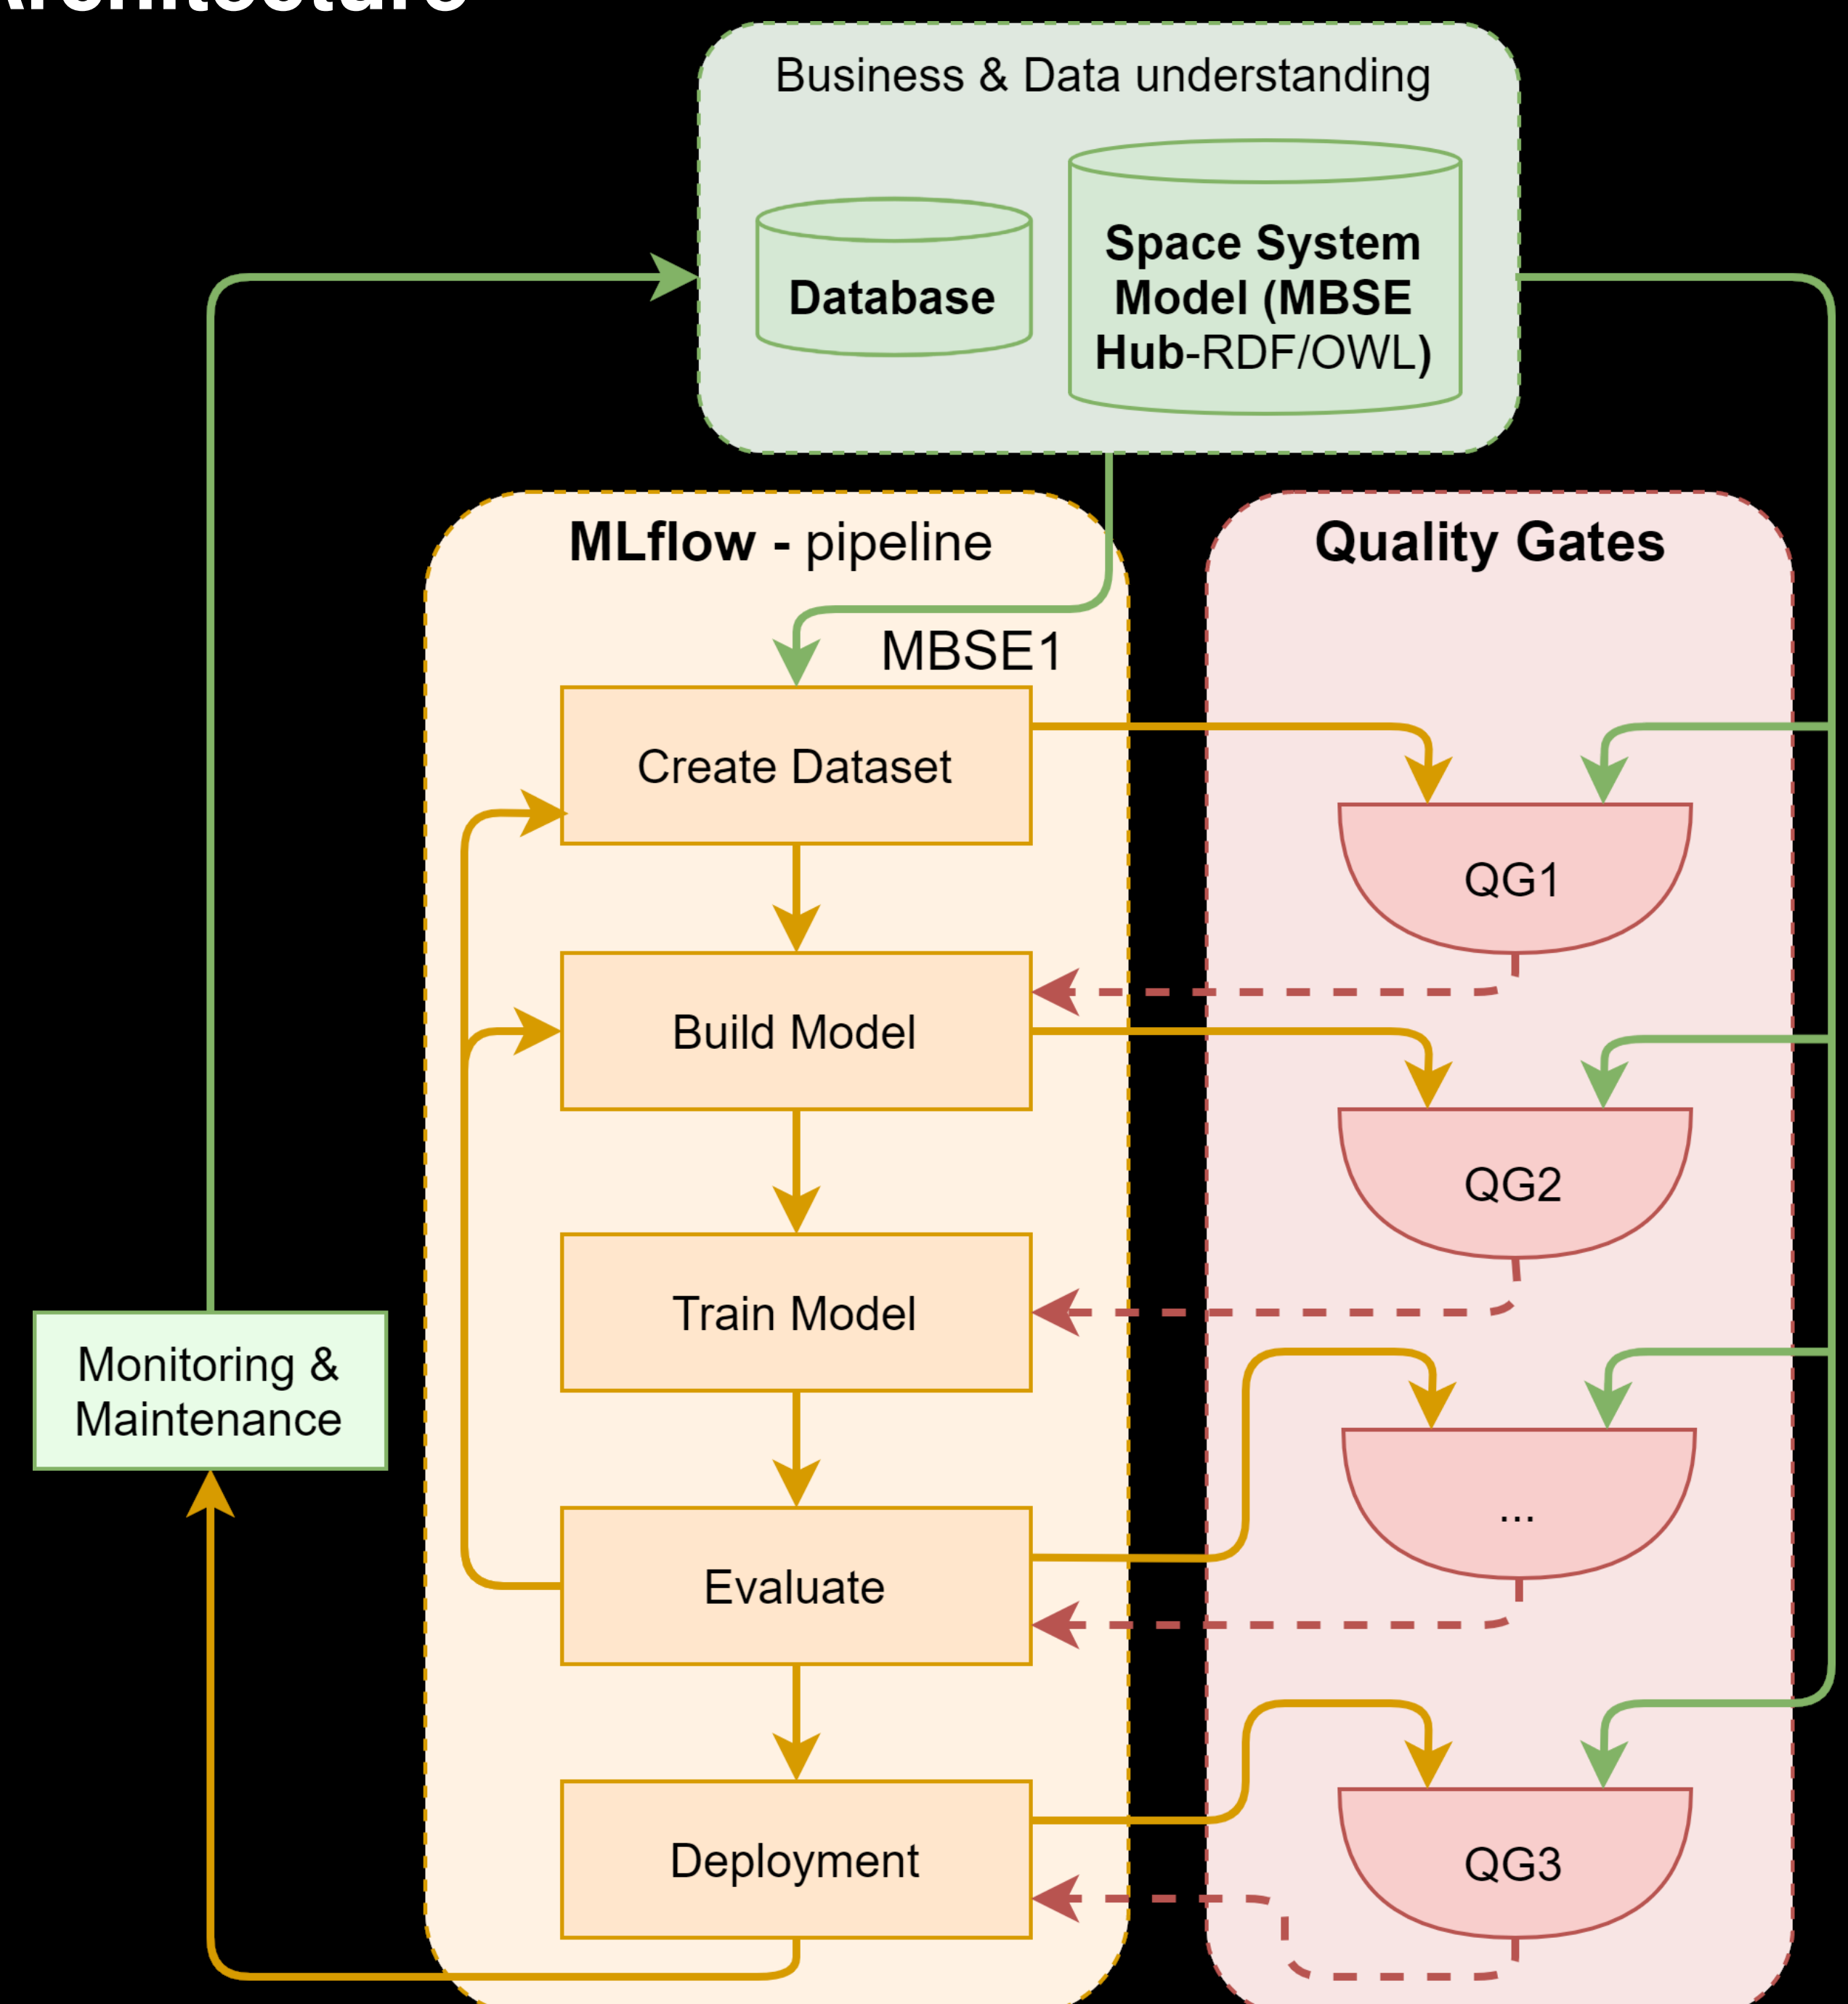 Architecture
Business & Data understanding
Database
Space System
Model (MBSE
Hub-RDF/OWL)
MLflow - pipeline
Quality Gates
MBSE1
Create Dataset
QG1
Build Model
QG2
Train Model
Monitoring &
Maintenance
...
Evaluate
Deployment
QG3